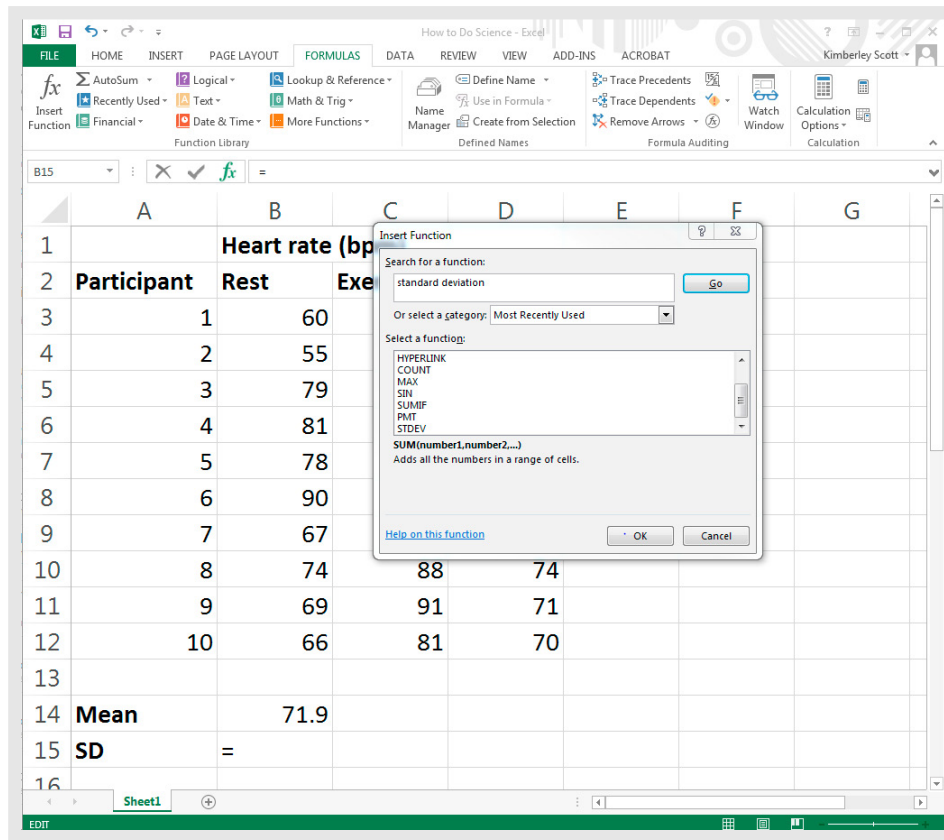 How to Do Science - Excel
FILE HOME INSERT PAGE LAYOUT FORMULAS DATA REVIEW VIEW ADD-INS ACROBAT Kimberley Scott
fx Insert Function
AutoSum Logical Lookup & Reference
Recently Used Text Math & Trig
Financial Date & Time More Functions
Function Library
Name Manager
Define Name
Use in Formula
Create from Selection
Defined Names
Trace Precedents
Trace Dependents
Remove Arrows
Formula Auditing
Watch Window
Calculation Options
Calculation
B15 fx =
A B C D E F G
1 Heart rate (bp
2 Participant Rest Exe
3 1 60
4 2 55
5 3 79
6 4 81
7 5 78
8 6 90
9 7 67
10 8 74 88 74
11 9 69 91 71
12 10 66 81 70
13
14 Mean 71.9
15 SD =
16
Insert Function
Search for a function:
standard deviation
Go
Or select a category: Most Recently Used
Select a function:
HYPERLINK
COUNT
MAX
SIN
SUMIF
PMT
STDEV
SUM(number1,number2,...)
Adds all the numbers in a range of cells.
Help on this function OK Cancel
Sheet1
EDIT